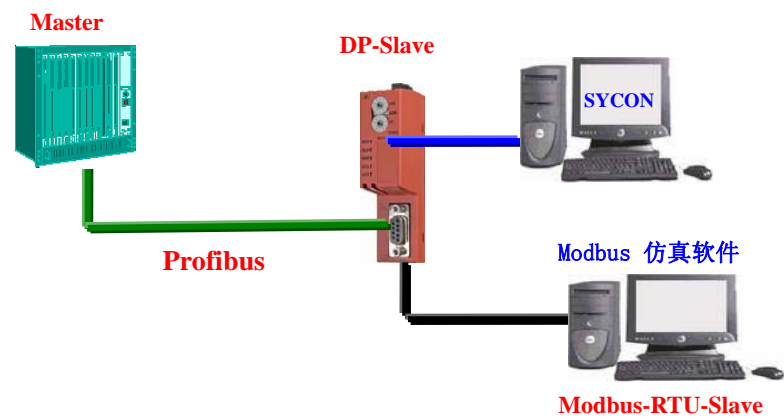 Master
DP-Slave
SYCON
Profibus
Modbus 仿真软件
Modbus-RTU-Slave